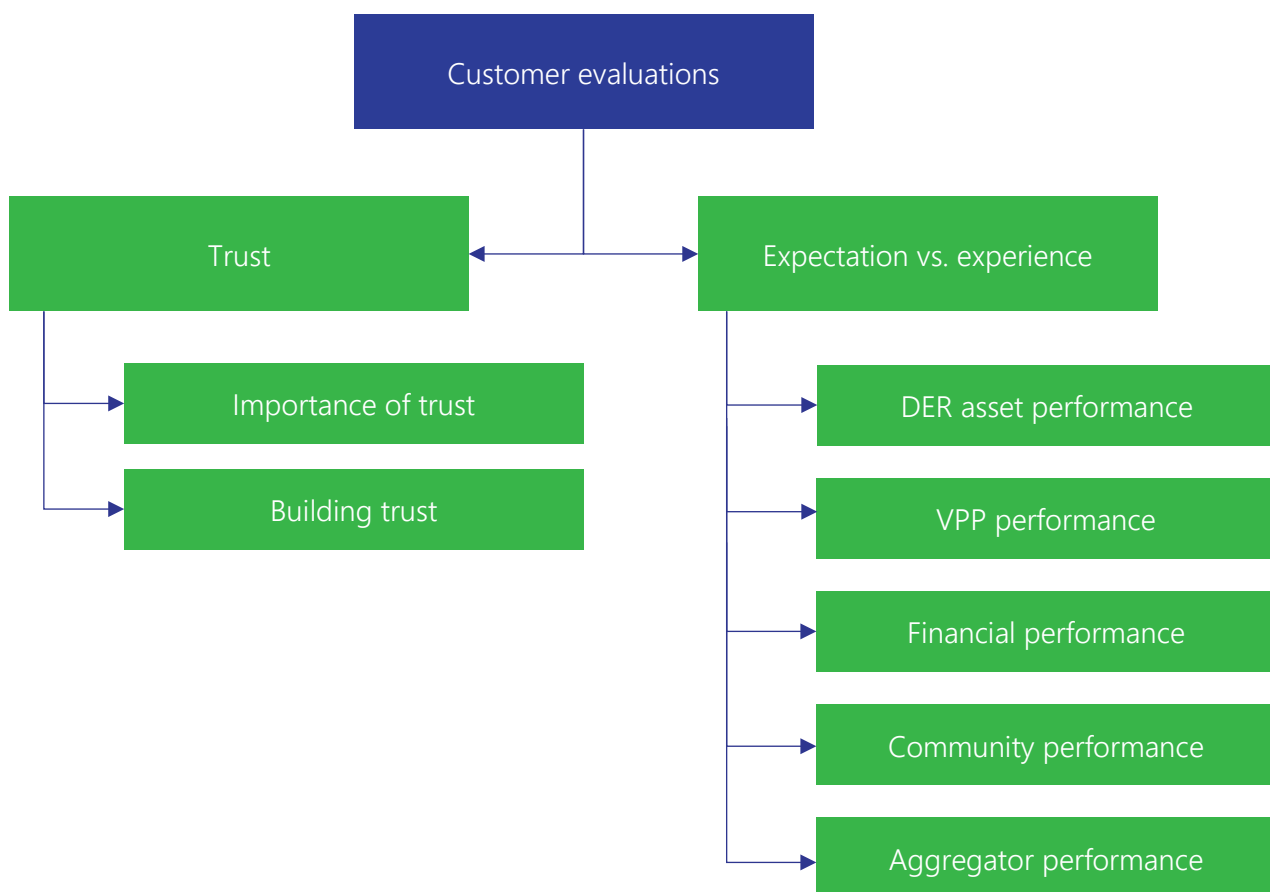 Customer evaluations
Trust
Expectation vs. experience
Importance of trust
Building trust
DER asset performance
VPP performance
Financial performance
Community performance
Aggregator performance